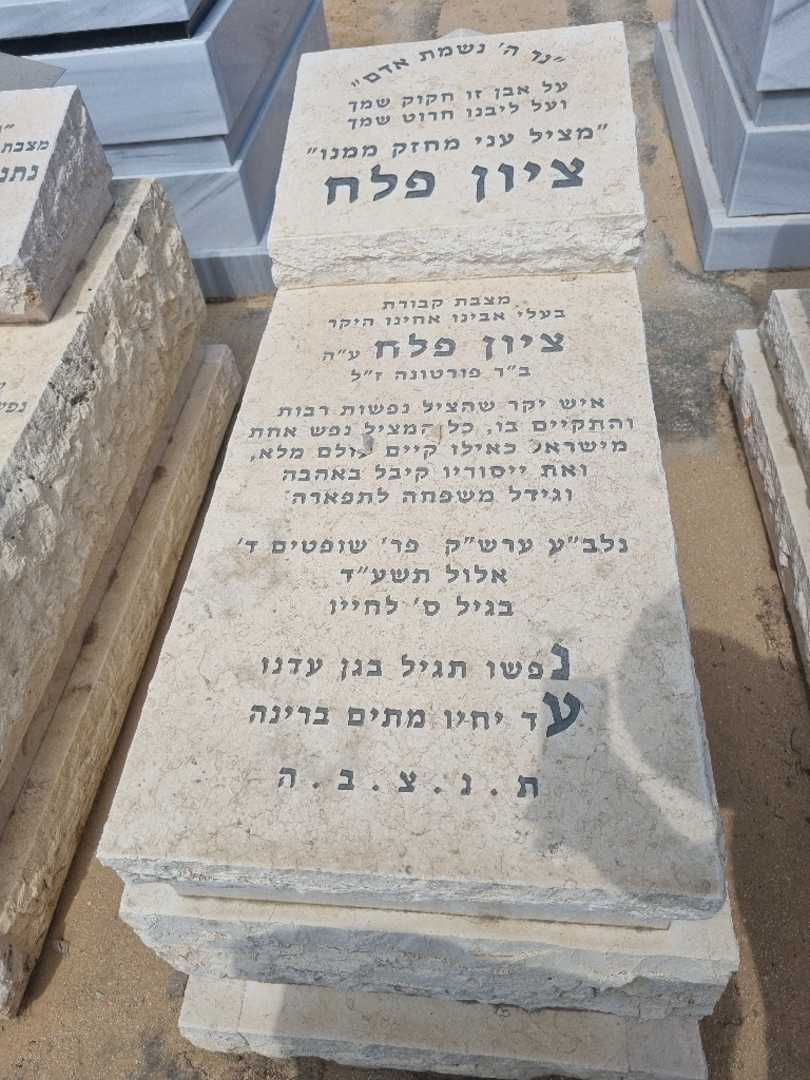 "נר ה' נשמת אדם"
על אבן זו חקוק שמך
ועל ליבנו חרוט שמך
"מציל עני מחזק ממנו"
ציון פלח
מצבת קבורת
בעלי אבינו אחינו היקר
ציון פלח ע"ה
ב"ר פורטונה ז"ל
איש יקר שהציל נפשות רבות
והתקיים בו, כל המציל נפש אחת
מישראל כאילו קיים עולם מלא,
ואת ייסוריו קיבל באהבה
וגידל משפחה לתפארה
נלב"ע ערש"ק פר' שופטים ד'
אלול תשע"ד
בגיל ס' לחייו
נפשו תגיל בגן עדנו
עד יחיו מתים ברינה
ת.נ.צ.ב.ה
מצבת